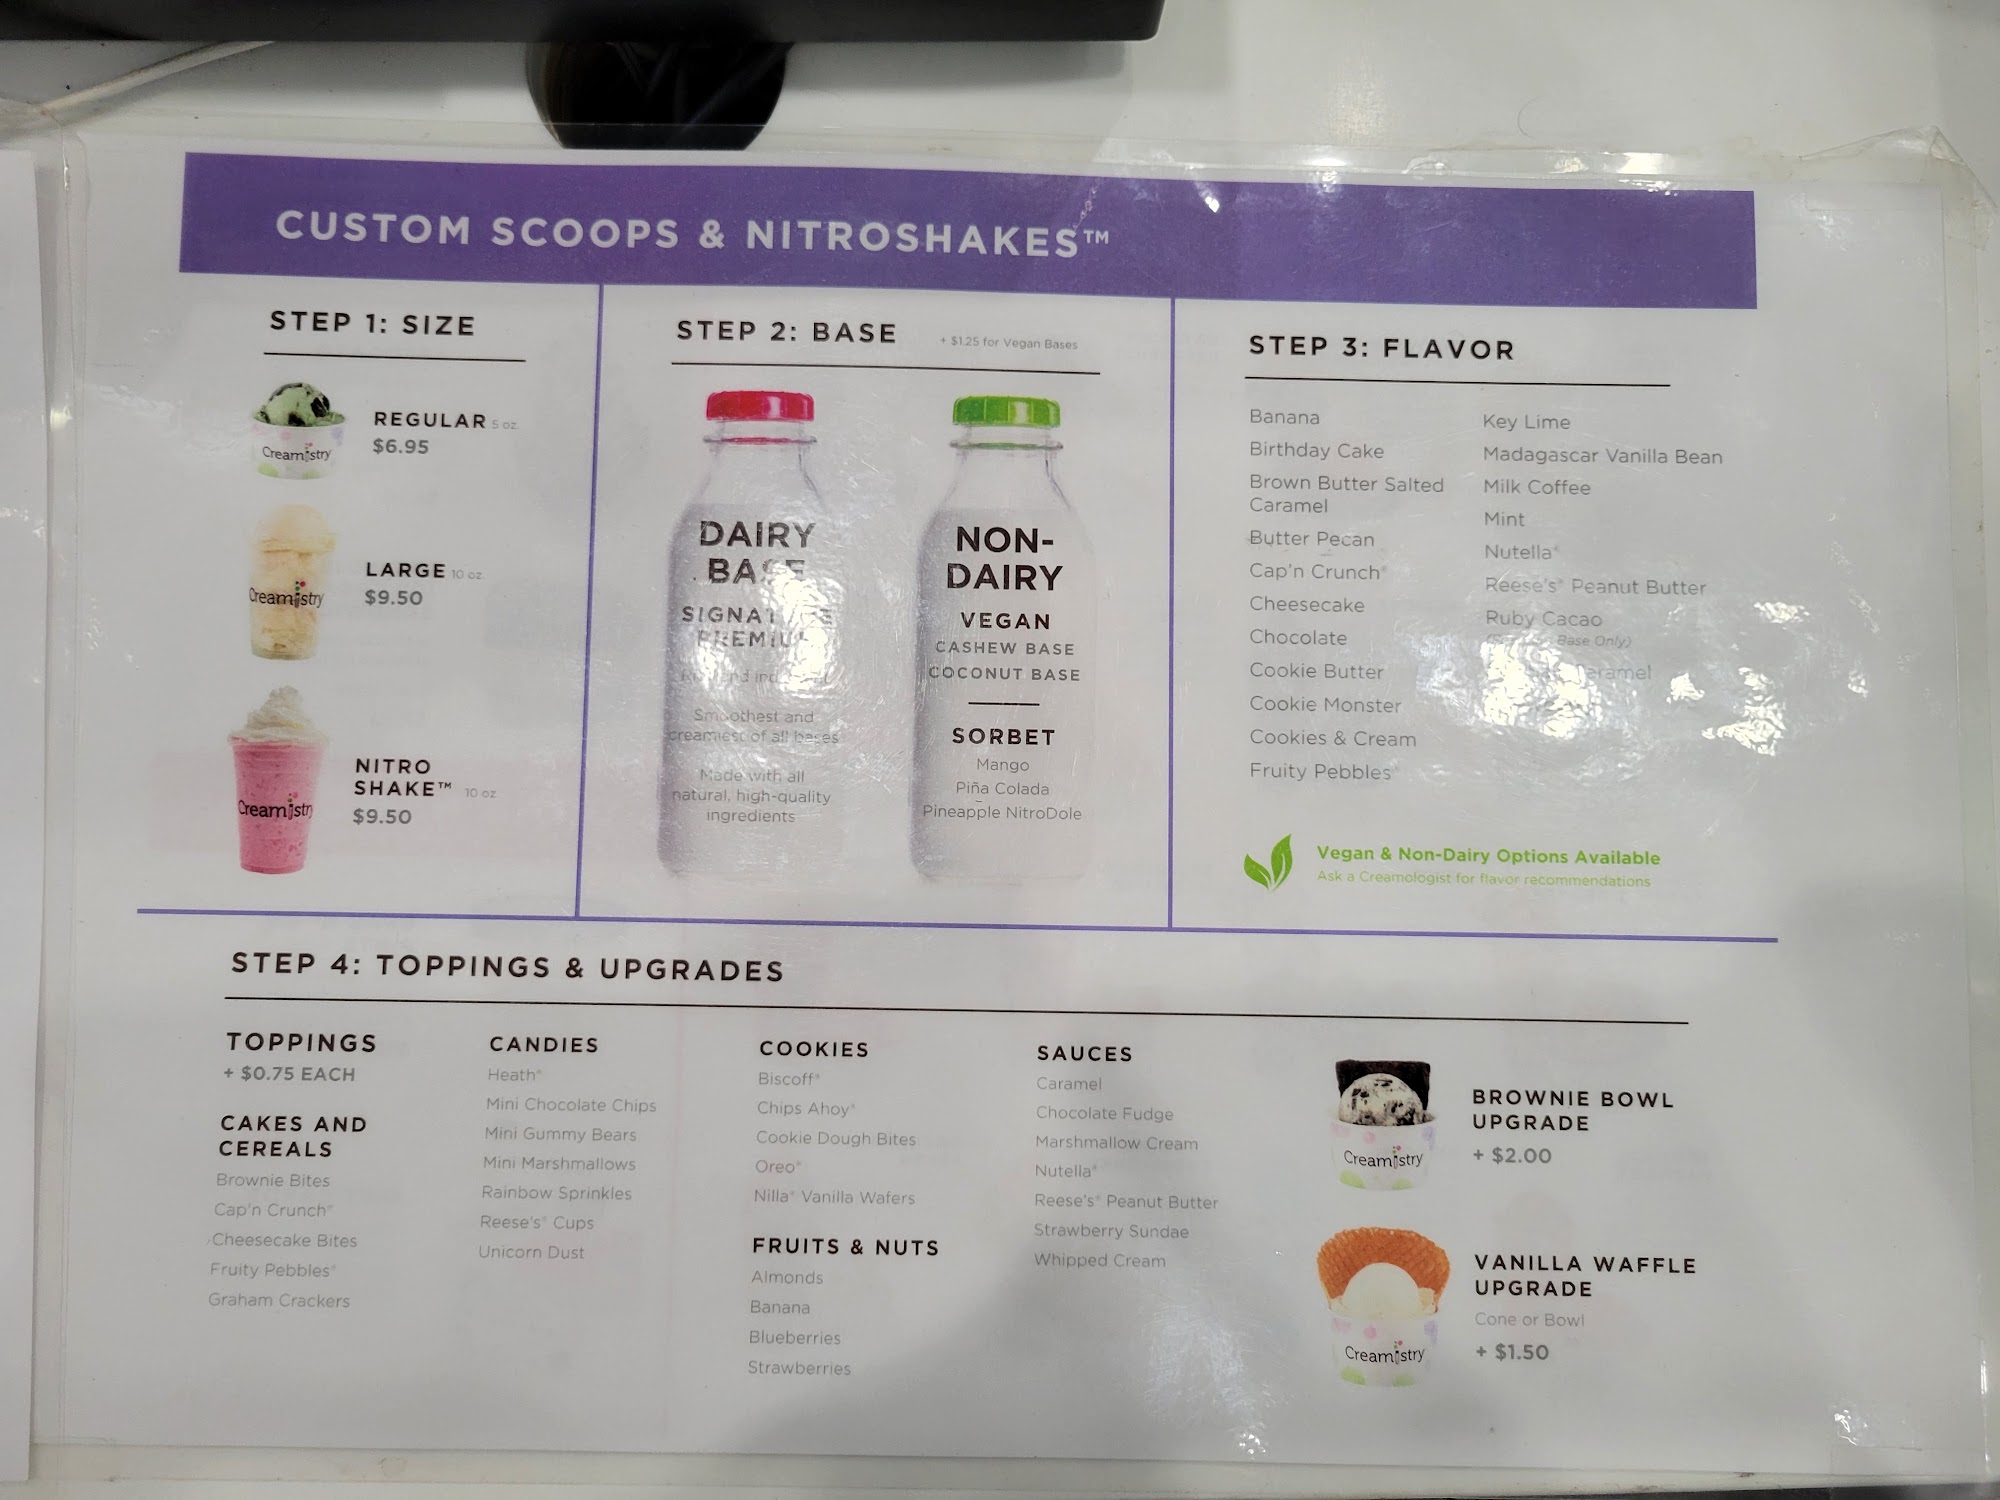 CUSTOM SCOOPS & NITROSHAKES™
STEP 1: SIZE
Creamistry
REGULAR 5 oz.
$6.95
Creamistry
LARGE 10 oz.
$9.50
Creamistry
NITRO
SHAKE™ 10 oz
$9.50
STEP 2: BASE + $1.25 for Vegan Bases
DAIRY
BASE
Smoothest and
creamiest of all bases
Made with all
natural, high-quality
ingredients
NON-
DAIRY
VEGAN
CASHEW BASE
COCONUT BASE
SORBET
Mango
Piña Colada
Pineapple NitroDole
STEP 3: FLAVOR
Banana
Birthday Cake
Brown Butter Salted
Caramel
Butter Pecan
Cap'n Crunch®
Cheesecake
Chocolate
Cookie Butter
Cookie Monster
Cookies & Cream
Fruity Pebbles®
Key Lime
Madagascar Vanilla Bean
Milk Coffee
Mint
Nutella®
Reese's® Peanut Butter
Ruby Cacao
Base Only)
Vegan & Non-Dairy Options Available
Ask a Creamologist for flavor recommendations
STEP 4: TOPPINGS & UPGRADES
TOPPINGS
+ $0.75 EACH
CAKES AND
CEREALS
Brownie Bites
Cap'n Crunch®
Cheesecake Bites
Fruity Pebbles®
Graham Crackers
CANDIES
Heath®
Mini Chocolate Chips
Mini Gummy Bears
Mini Marshmallows
Rainbow Sprinkles
Reese's® Cups
Unicorn Dust
COOKIES
Biscoff®
Chips Ahoy®
Cookie Dough Bites
Oreo®
Nilla® Vanilla Wafers
FRUITS & NUTS
Almonds
Banana
Blueberries
Strawberries
SAUCES
Caramel
Chocolate Fudge
Marshmallow Cream
Nutella®
Reese's® Peanut Butter
Strawberry Sundae
Whipped Cream
Creamistry
BROWNIE BOWL
UPGRADE
+ $2.00
Creamistry
VANILLA WAFFLE
UPGRADE
Cone or Bowl
+ $1.50